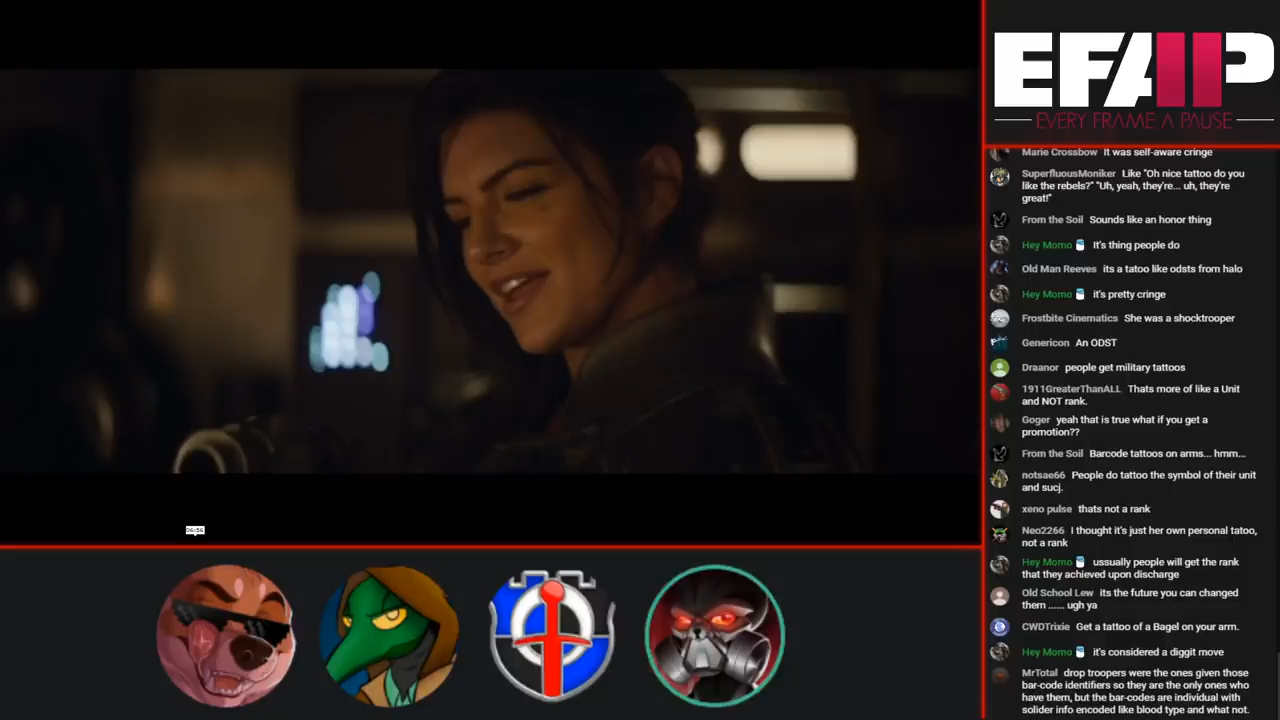 EFAP
EVERY FRAME A PAUSE
Marie Crossbow It was self-aware cringe
SuperfluousMoniker Like "Oh nice tattoo do you
like the rebels?" "Uh, yeah, they're... uh, they're
great!"
From the Soil Sounds like an honor thing
Hey Momo It's thing people do
Old Man Reeves its a tatoo like odsts from halo
Hey Momo it's pretty cringe
Frostbite Cinematics She was a shocktrooper
Genericon An ODST
Draanor people get military tattoos
1911GreaterThanALL Thats more of like a Unit
and NOT rank.
Goger yeah that is true what if you get a
promotion??
From the Soil Barcode tattoos on arms... hmm...
notsae66 People do tattoo the symbol of their unit
and sucj.
xeno pulse thats not a rank
Neo2266 I thought it's just her own personal tatoo,
not a rank
Hey Momo ussually people will get the rank
that they achieved upon discharge
Old School Lew its the future you can changed
them ...... ugh ya
CWDTrixie Get a tattoo of a Bagel on your arm.
Hey Momo it's considered a diggit move
MrTotal drop troopers were the ones given those
bar-code identifiers so they are the only ones who
have them, but the bar-codes are individual with
solider info encoded like blood type and what not.
06:56